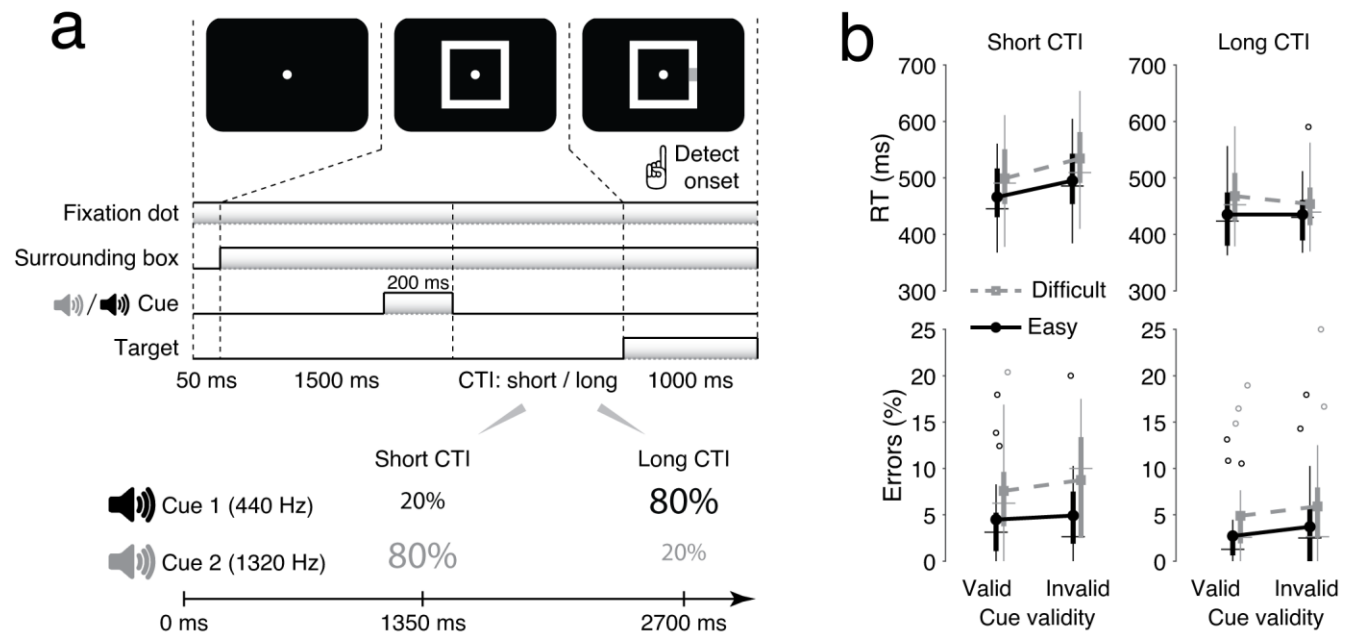 a
Detect
onset
Fixation dot
Surrounding box
200 ms
/ Cue
Target
50 ms 1500 ms CTI: short / long 1000 ms
Short CTI Long CTI
Cue 1 (440 Hz) 20% 80%
Cue 2 (1320 Hz) 80% 20%
0 ms 1350 ms 2700 ms
b
Short CTI Long CTI
RT (ms)
700 700
600 600
500 500
400 400
300 300
Difficult
Easy
Errors (%)
25 25
20 20
15 15
10 10
5 5
0 0
Valid Invalid Valid Invalid
Cue validity Cue validity